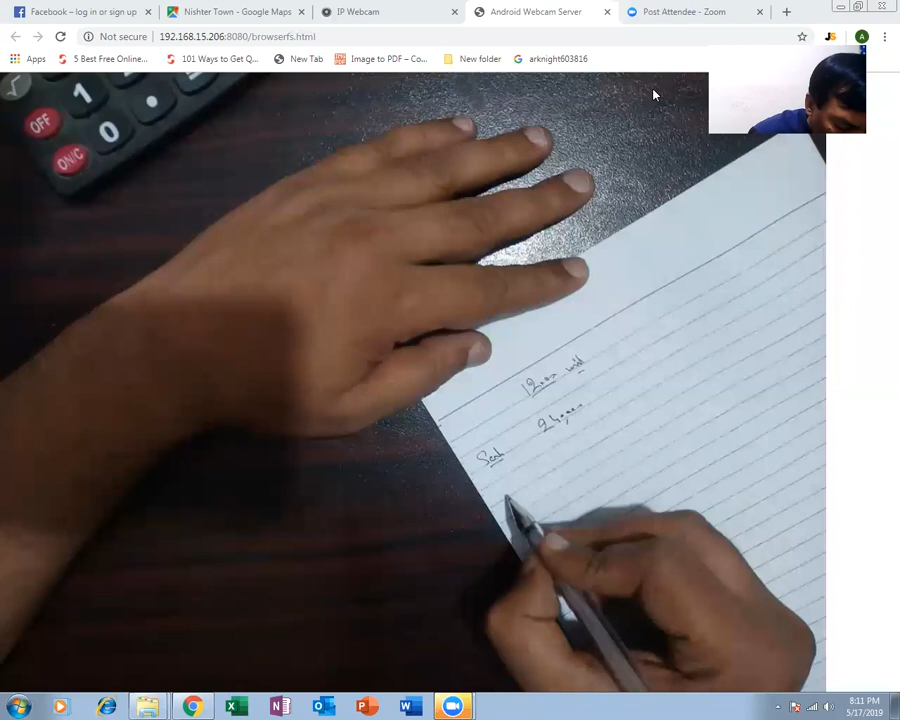 Facebook – log in or sign up
Nishter Town - Google Maps
IP Webcam
Android Webcam Server
Post Attendee - Zoom
Not secure | 192.168.15.206:8080/browserfs.html
JS
A
Apps
5 Best Free Online...
101 Ways to Get Q...
New Tab
Image to PDF – Co...
New folder
arknight603816
√
OFF
1
ON/C
0
.
8:11 PM
5/17/2019